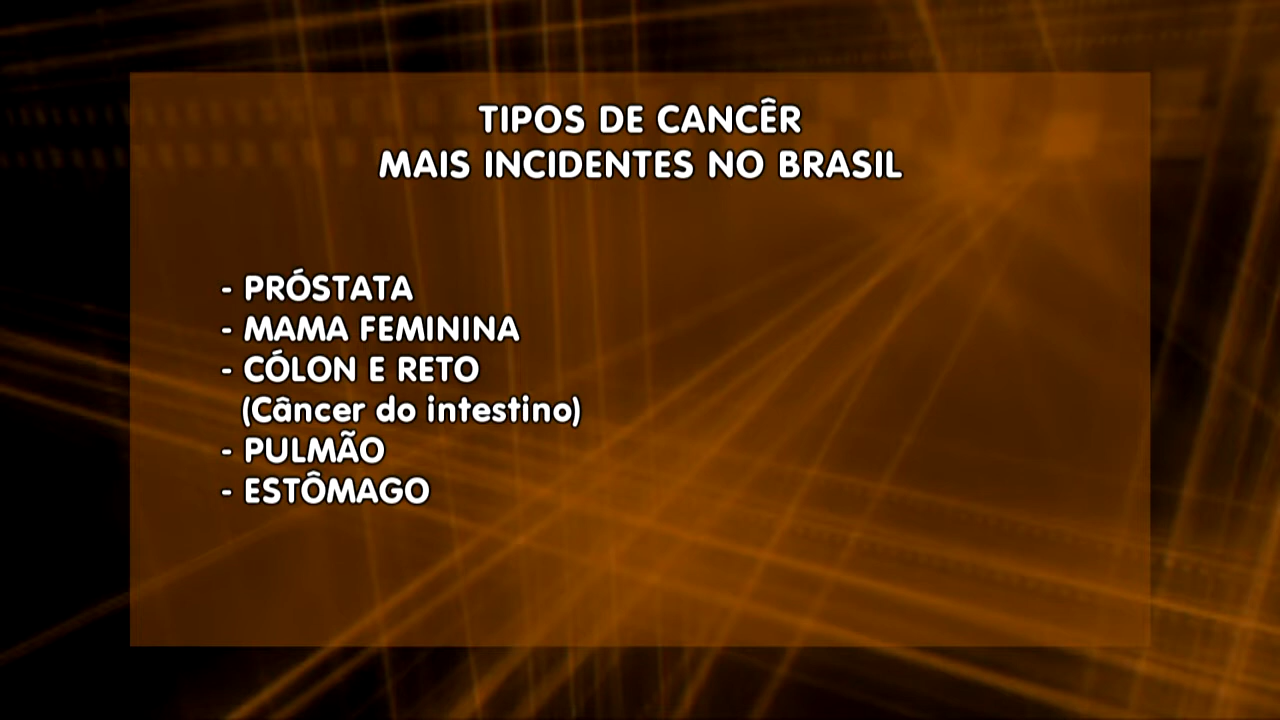 TIPOS DE CANCÊR
MAIS INCIDENTES NO BRASIL
- PRÓSTATA
- MAMA FEMININA
- CÓLON E RETO
(Câncer do intestino)
- PULMÃO
- ESTÔMAGO